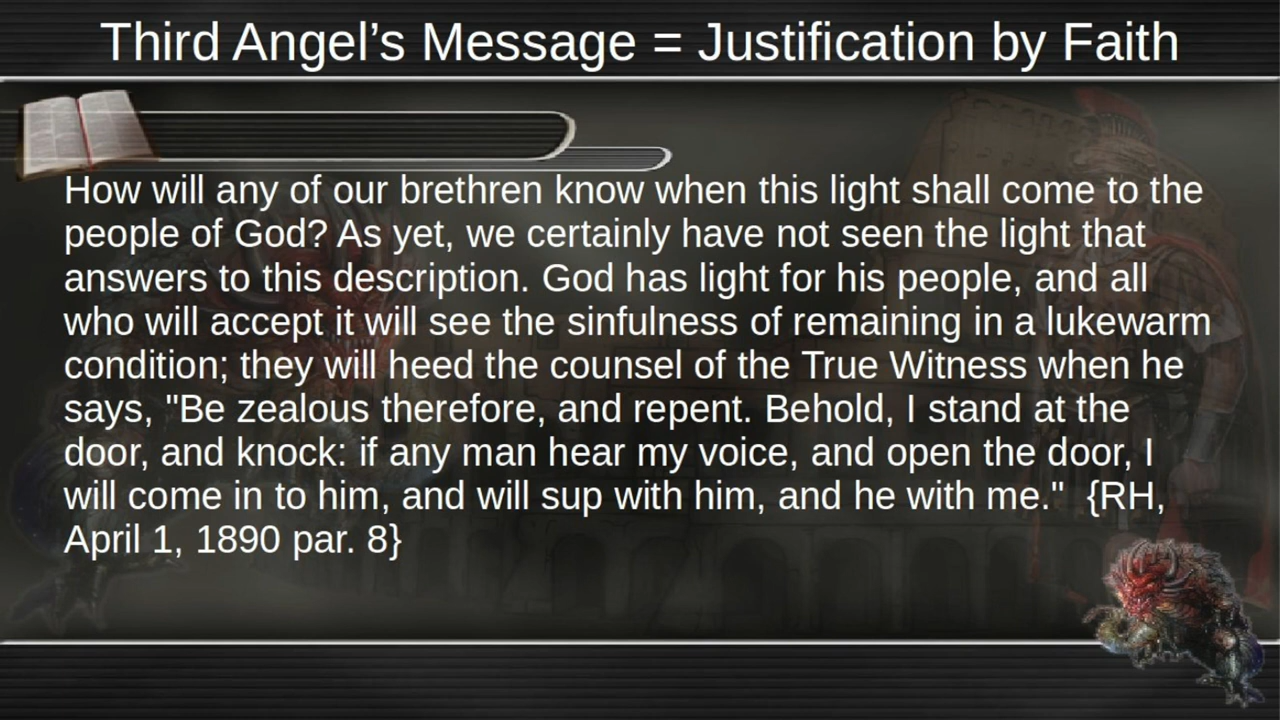 Third Angel’s Message = Justification by Faith
How will any of our brethren know when this light shall come to the
people of God? As yet, we certainly have not seen the light that
answers to this description. God has light for his people, and all
who will accept it will see the sinfulness of remaining in a lukewarm
condition; they will heed the counsel of the True Witness when he
says, "Be zealous therefore, and repent. Behold, I stand at the
door, and knock: if any man hear my voice, and open the door, I
will come in to him, and will sup with him, and he with me."  {RH,
April 1, 1890 par. 8}